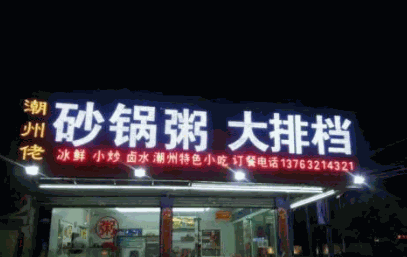 潮州佬
砂锅粥 大排档
冰鲜 小炒 卤水 潮州特色小吃 订餐电话13763214321
粥